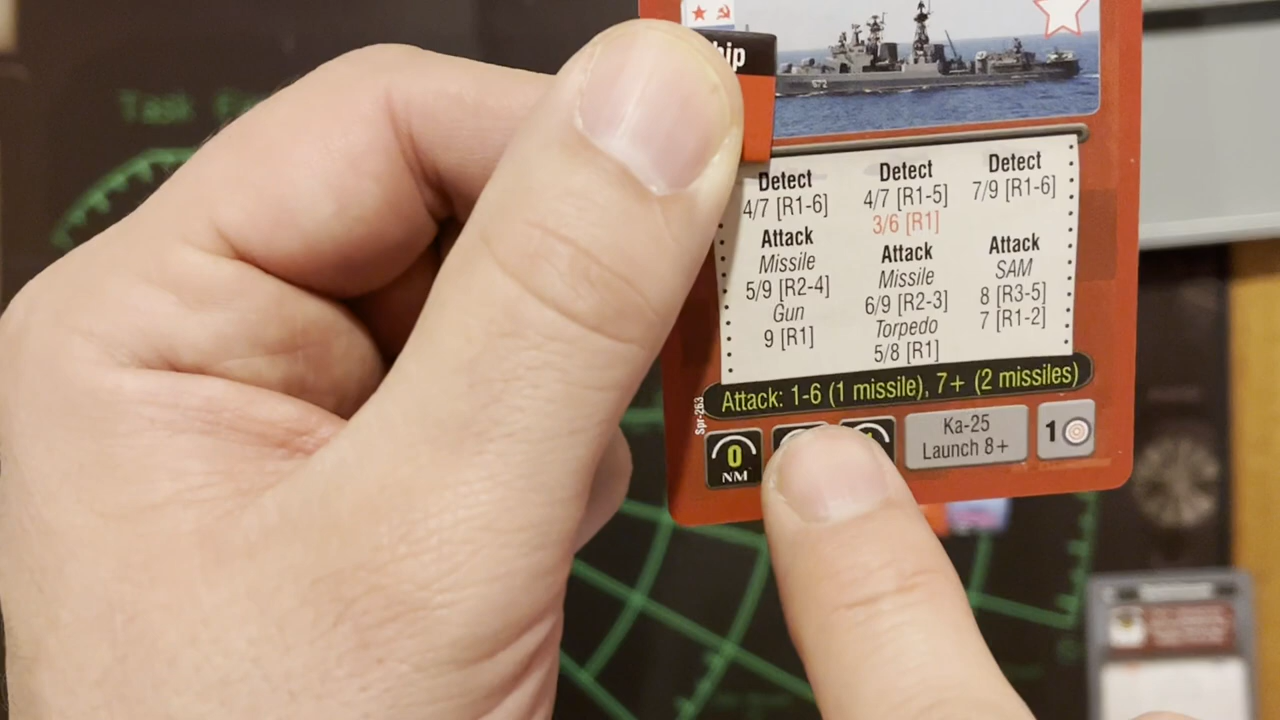 Task
hip
572
Detect Detect Detect
4/7 [R1-6] 4/7 [R1-5] 7/9 [R1-6]
3/6 [R1]
Attack Attack Attack
Missile Missile SAM
5/9 [R2-4] 6/9 [R2-3] 8 [R3-5]
Gun Torpedo 7 [R1-2]
9 [R1] 5/8 [R1]
Attack: 1-6 (1 missile), 7+ (2 missiles)
Spr-263
0
NM
Ka-25
Launch 8+
1